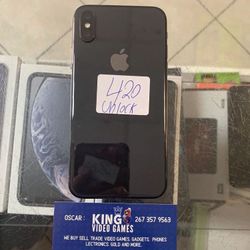 420
Unlock
OSCAR :
KING
VIDEO GAMES
267 357 9563
WE BUY SELL TRADE VIDEO GAMES, GADGETS, PHONES
LECTRONICS GOLD AND MORE.